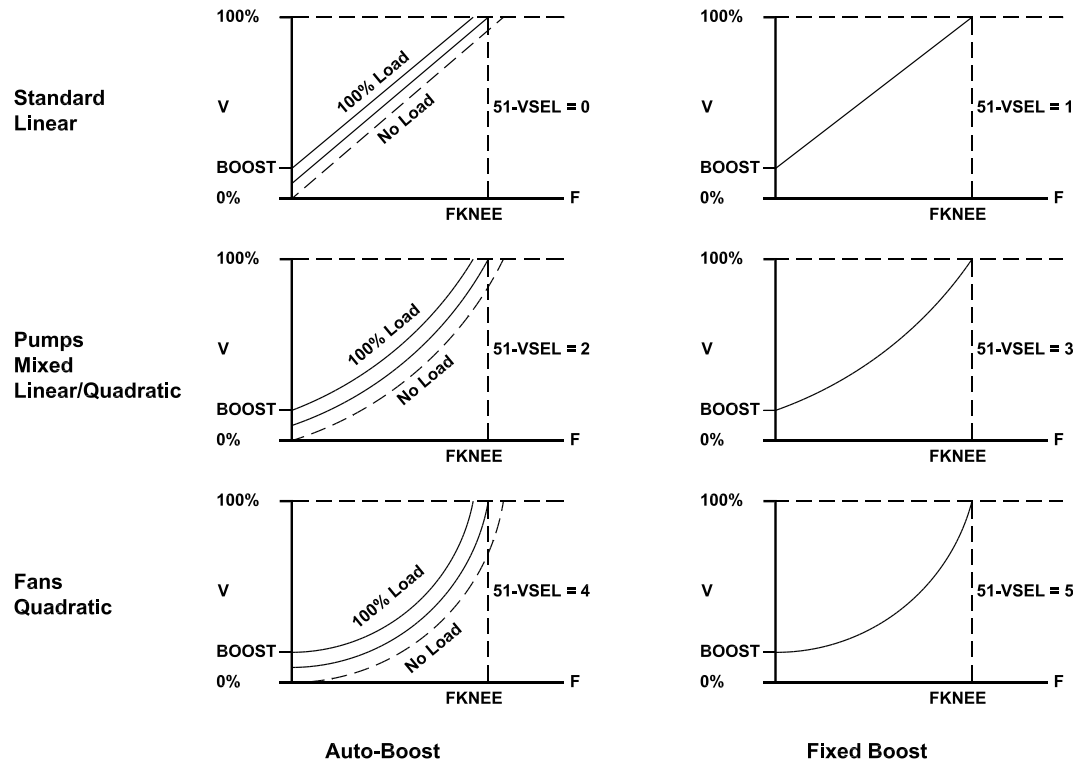 Standard
Linear
100%
V
BOOST
0%
100% Load
No Load
51-VSEL = 0
F
FKNEE
100%
V
BOOST
0%
51-VSEL = 1
F
FKNEE
Pumps
Mixed
Linear/Quadratic
100%
V
BOOST
0%
100% Load
No Load
51-VSEL = 2
F
FKNEE
100%
V
BOOST
0%
51-VSEL = 3
F
FKNEE
Fans
Quadratic
100%
V
BOOST
0%
100% Load
No Load
51-VSEL = 4
F
FKNEE
100%
V
BOOST
0%
51-VSEL = 5
F
FKNEE
Auto-Boost
Fixed Boost